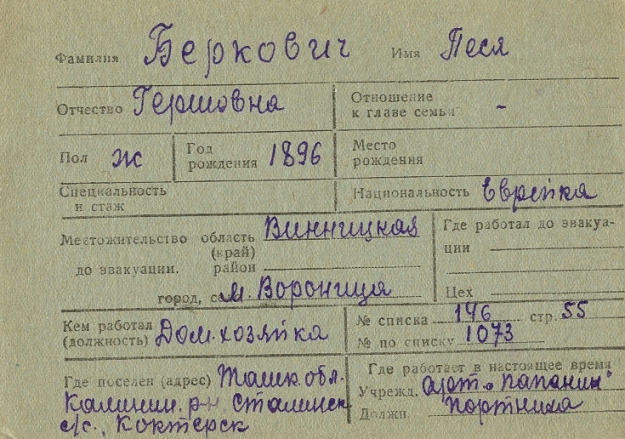 Фамилия Беркович Имя Песя
Отчество Гершовна Отношение к главе семьи -
Пол ж Год рождения 1896 Место рождения
Специальность и стаж Национальность Еврейка
Местожительство до эвакуации. область (край) Винницкая Где работал до эвакуации
район
город, с. м. Вороница Цех
Кем работал (должность) Дом. хозяйка № списка 146 стр. 55
№ по списку 1073
Где поселен (адрес) Ташк. обл. Где работает в настоящее время
Калинин. р-н. Сталинск Учрежд. арт. "Папанин"
с/с., Коктерек Должн. портниха